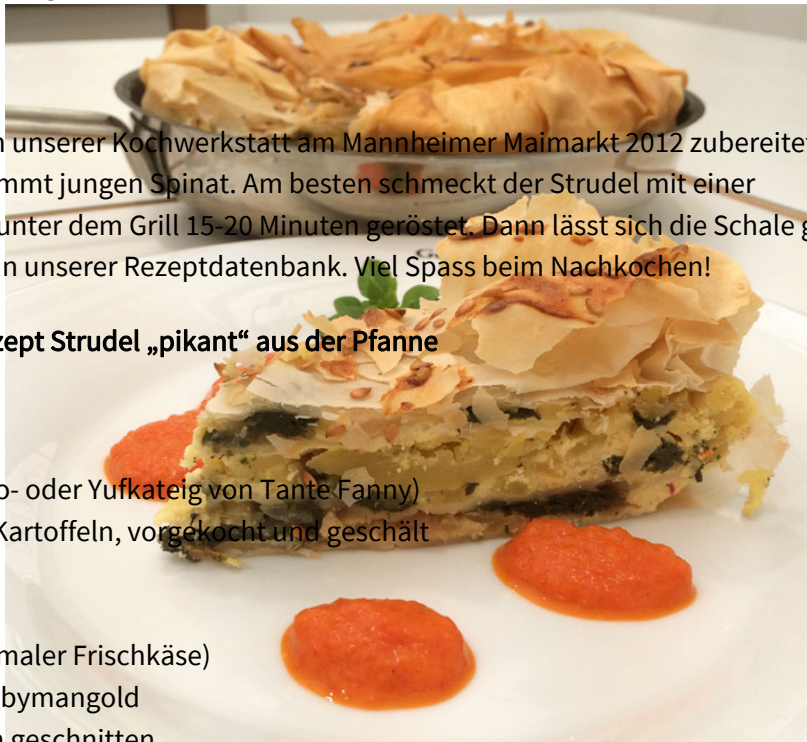 unserer Kochwerkstatt am Mannheimer Maimarkt 2012 zubereitet
mmt jungen Spinat. Am besten schmeckt der Strudel mit einer
unter dem Grill 15-20 Minuten geröstet. Dann lässt sich die Schale g
n unserer Rezeptdatenbank. Viel Spass beim Nachkochen!
zept Strudel „pikant“ aus der Pfanne
o- oder Yufkateig von Tante Fanny)
Kartoffeln, vorgekocht und geschält
maler Frischkäse)
bymangold
geschnitten